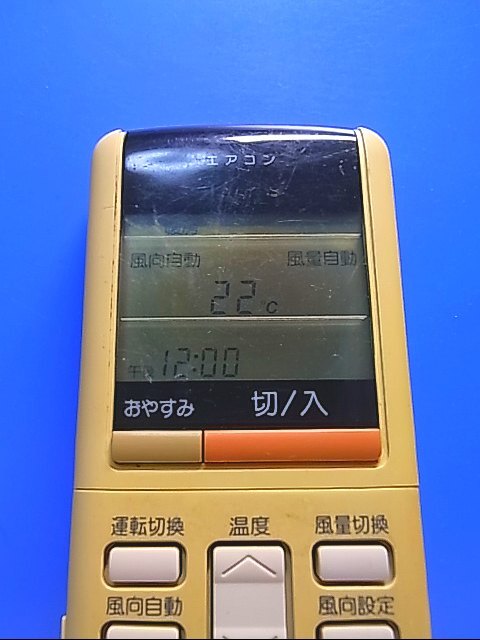 エアコン
風向自動 風量自動
22c
12:00
おやすみ 切/入
運転切換 温度 風量切換
風向自動 風向設定